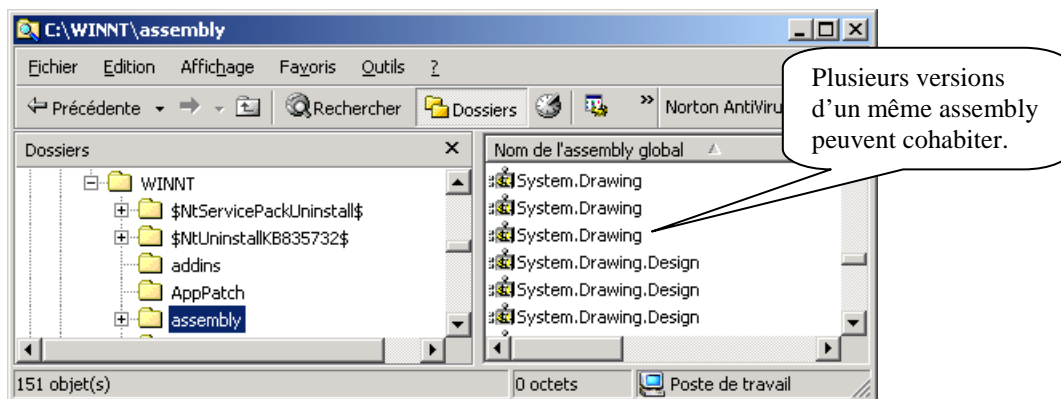 C:\WINNT\assembly
Fichier Edition Affichage Favoris Outils ?
Précédente Rechercher Dossiers » Norton AntiViru
Plusieurs versions
d'un même assembly
peuvent cohabiter.
Dossiers
WINNT
$NtServicePackUninstall$
$NtUninstallKB835732$
addins
AppPatch
assembly
Nom de l'assembly global
System.Drawing
System.Drawing
System.Drawing
System.Drawing.Design
System.Drawing.Design
System.Drawing.Design
151 objet(s) 0 octets Poste de travail